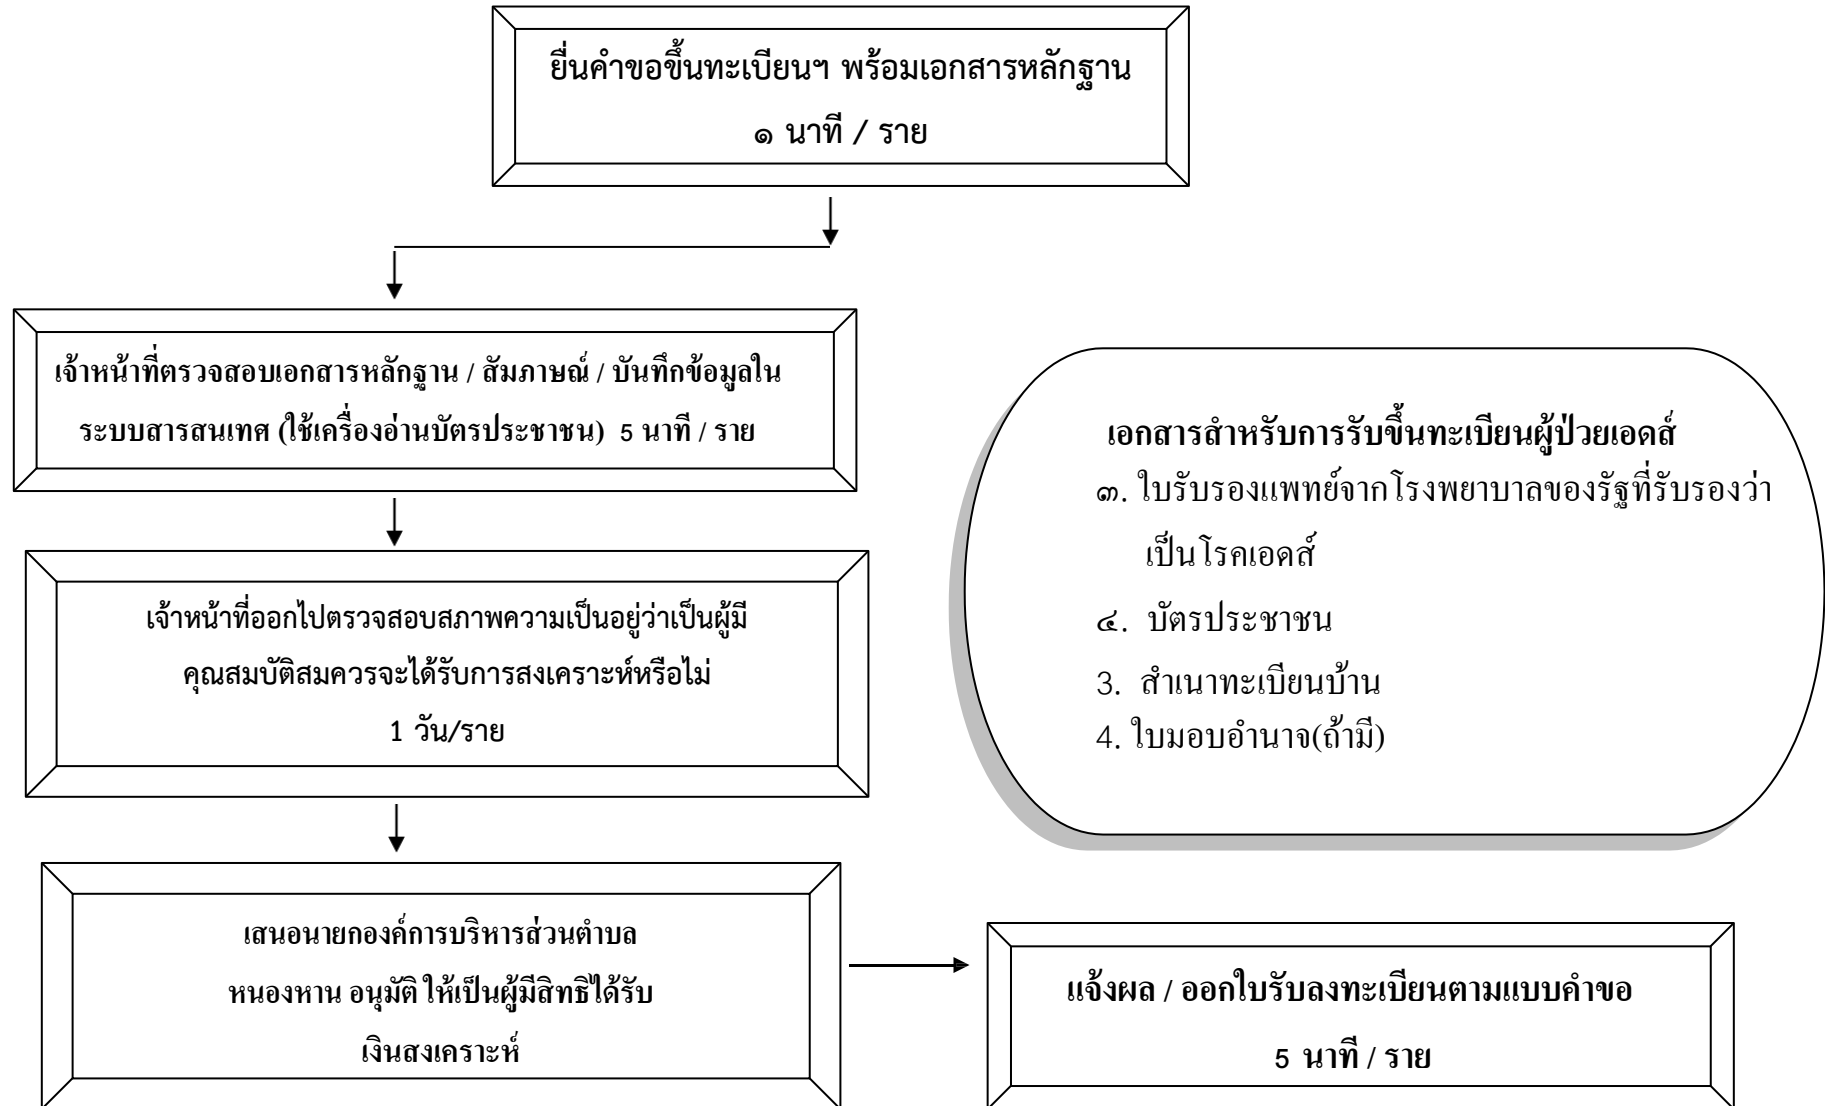 ยื่นคำขอขึ้นทะเบียนฯ พร้อมเอกสารหลักฐาน
๑ นาที / ราย
เจ้าหน้าที่ตรวจสอบเอกสารหลักฐาน / สัมภาษณ์ / บันทึกข้อมูลใน
ระบบสารสนเทศ (ใช้เครื่องอ่านบัตรประชาชน) 5 นาที / ราย
เจ้าหน้าที่ออกไปตรวจสอบสภาพความเป็นอยู่ว่าเป็นผู้มี
คุณสมบัติสมควรจะได้รับการสงเคราะห์หรือไม่
1 วัน/ราย
เสนอนายกองค์การบริหารส่วนตำบล
หนองหาน อนุมัติ ให้เป็นผู้มีสิทธิได้รับ
เงินสงเคราะห์
เอกสารสำหรับการรับขึ้นทะเบียนผู้ป่วยเอดส์
๓. ใบรับรองแพทย์จากโรงพยาบาลของรัฐที่รับรองว่า
เป็นโรคเอดส์
๔. บัตรประชาชน
3. สำเนาทะเบียนบ้าน
4. ใบมอบอำนาจ(ถ้ามี)
แจ้งผล / ออกใบรับลงทะเบียนตามแบบคำขอ
5 นาที / ราย